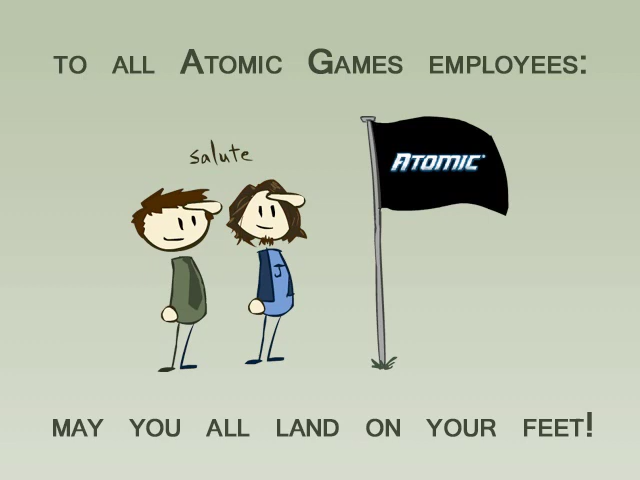 TO ALL ATOMIC GAMES EMPLOYEES:
salute
ATOMIC
J
MAY YOU ALL LAND ON YOUR FEET!